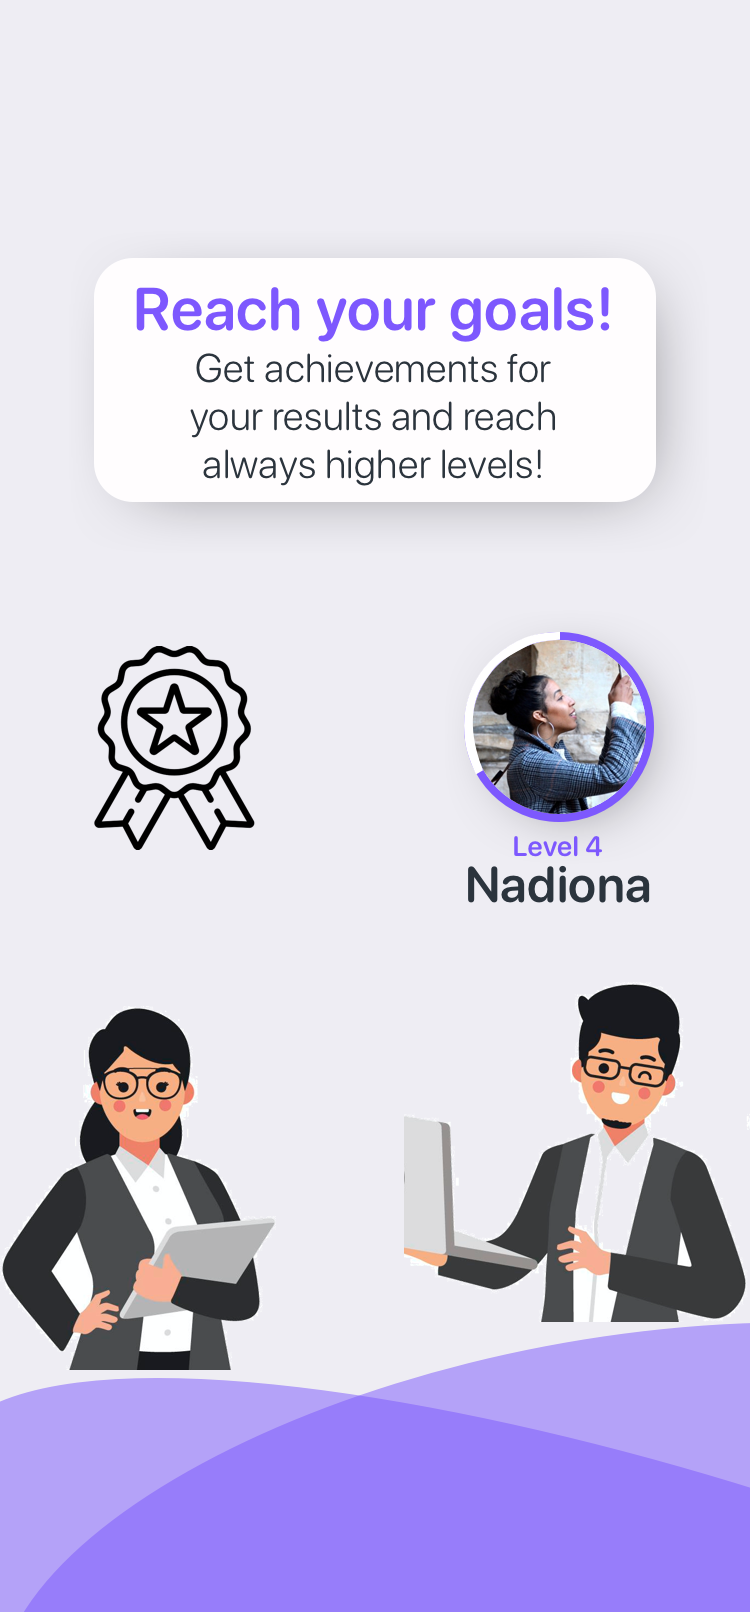 Reach your goals!
Get achievements for
your results and reach
always higher levels!
Level 4
Nadiona